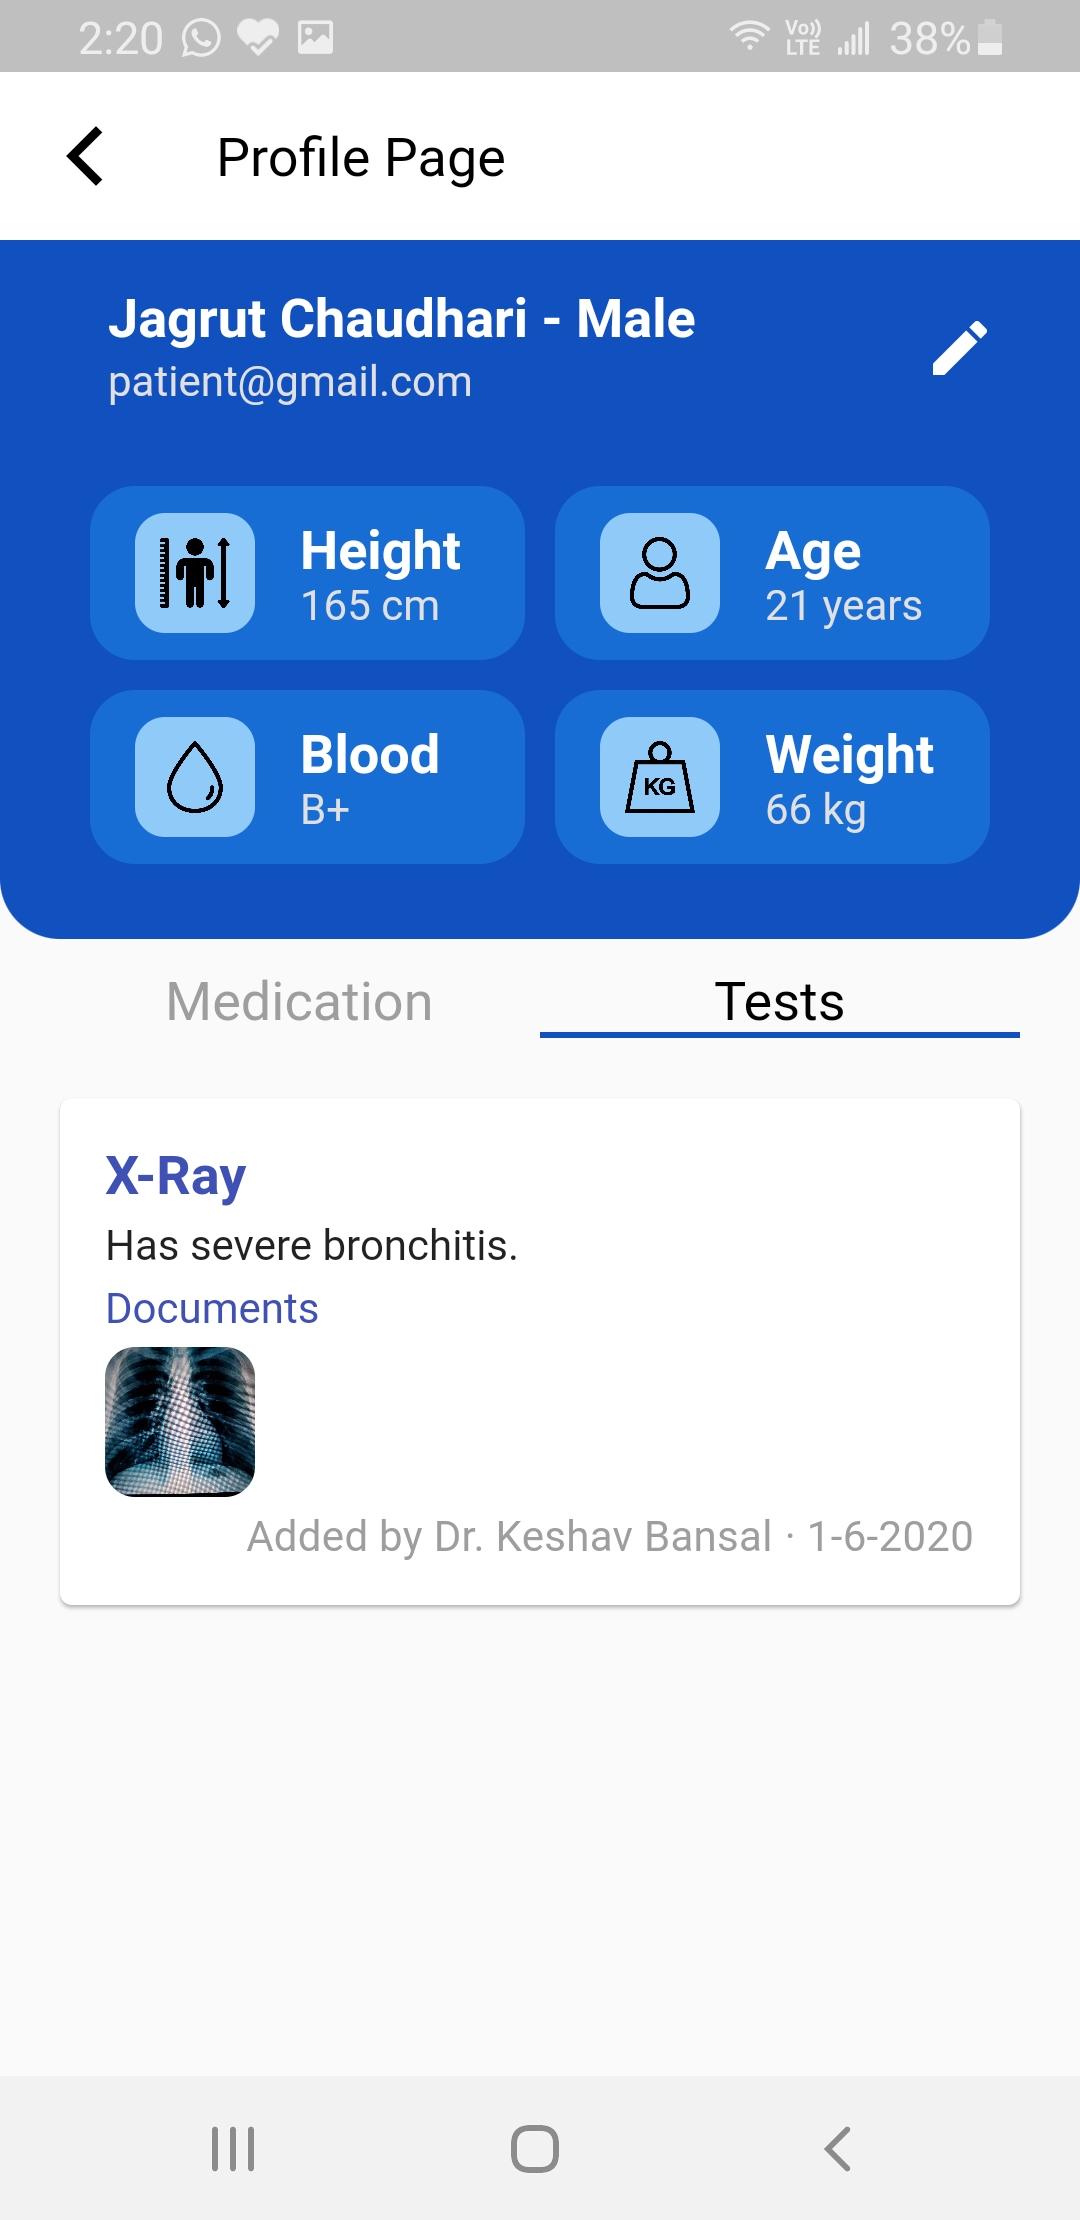 2:20
Vo)) LTE
38%
Profile Page
Jagrut Chaudhari - Male
patient@gmail.com
Height
165 cm
Age
21 years
Blood
B+
KG
Weight
66 kg
Medication
Tests
X-Ray
Has severe bronchitis.
Documents
Added by Dr. Keshav Bansal · 1-6-2020